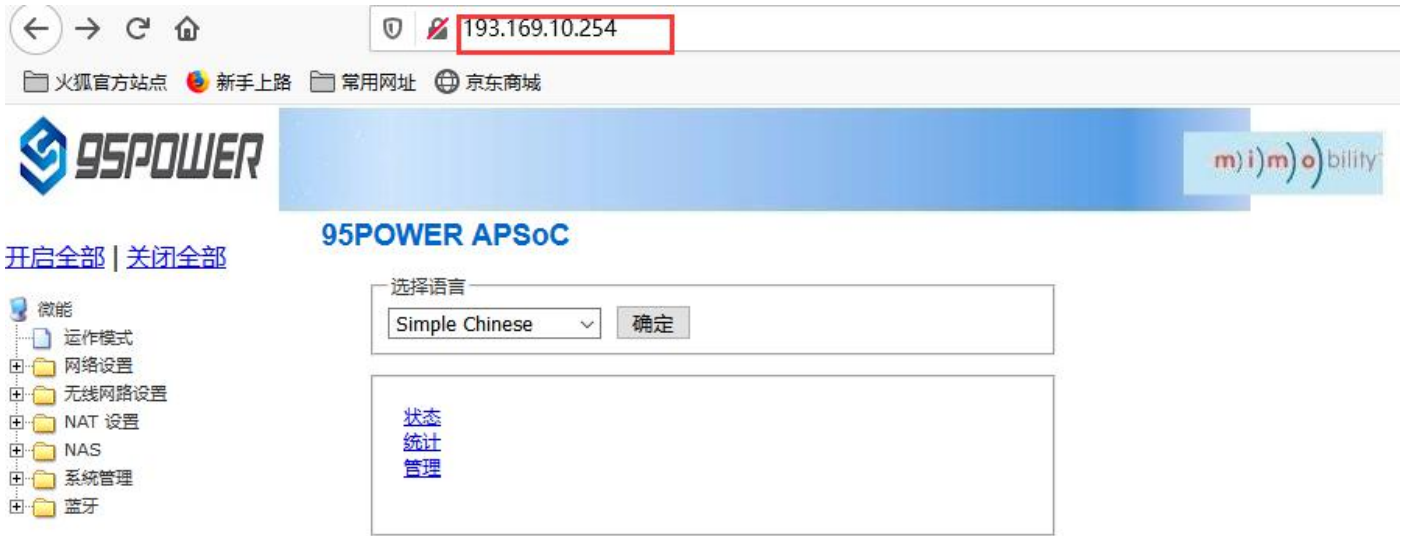 193.169.10.254
火狐官方站点 新手上路 常用网址 京东商城
95POWER
m)i)m)o)bility
95POWER APSoC
开启全部 | 关闭全部
选择语言
Simple Chinese 确定
微能
运作模式
网络设置
无线网路设置
NAT 设置
NAS
系統管理
蓝牙
状态
统计
管理